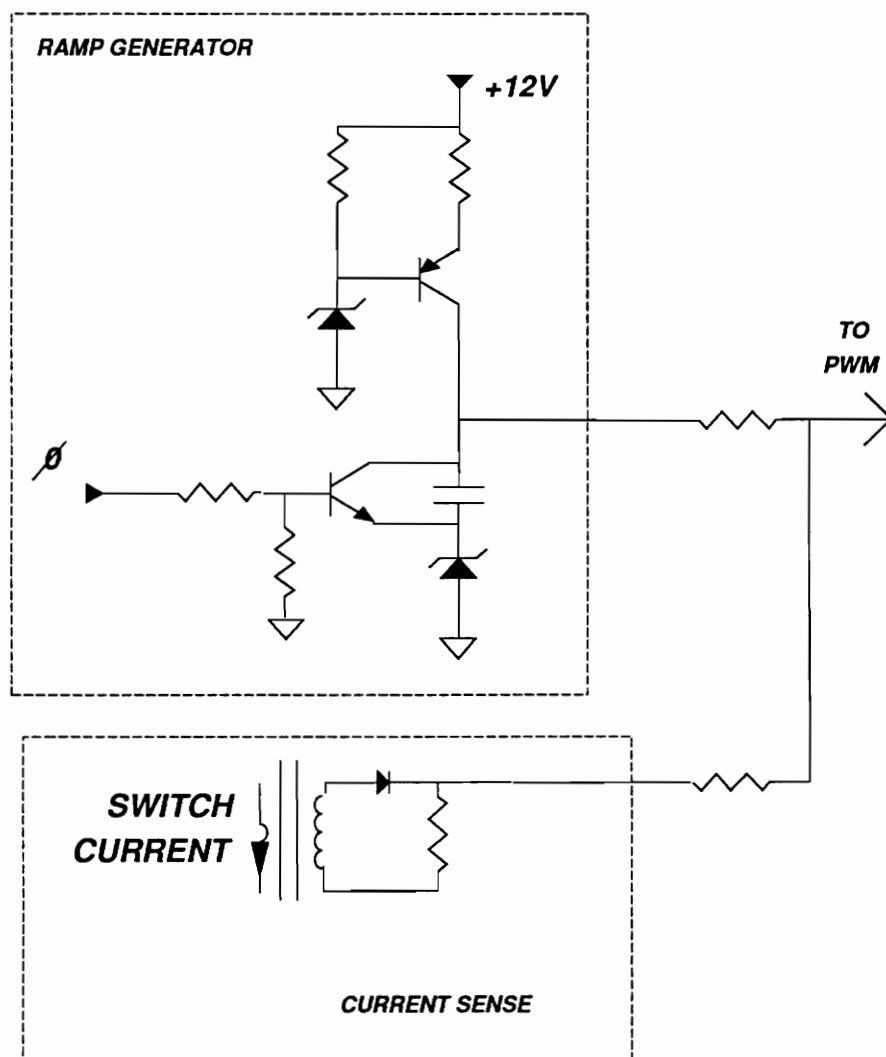 RAMP GENERATOR
+12V
TO
PWM
Ø
SWITCH
CURRENT
CURRENT SENSE